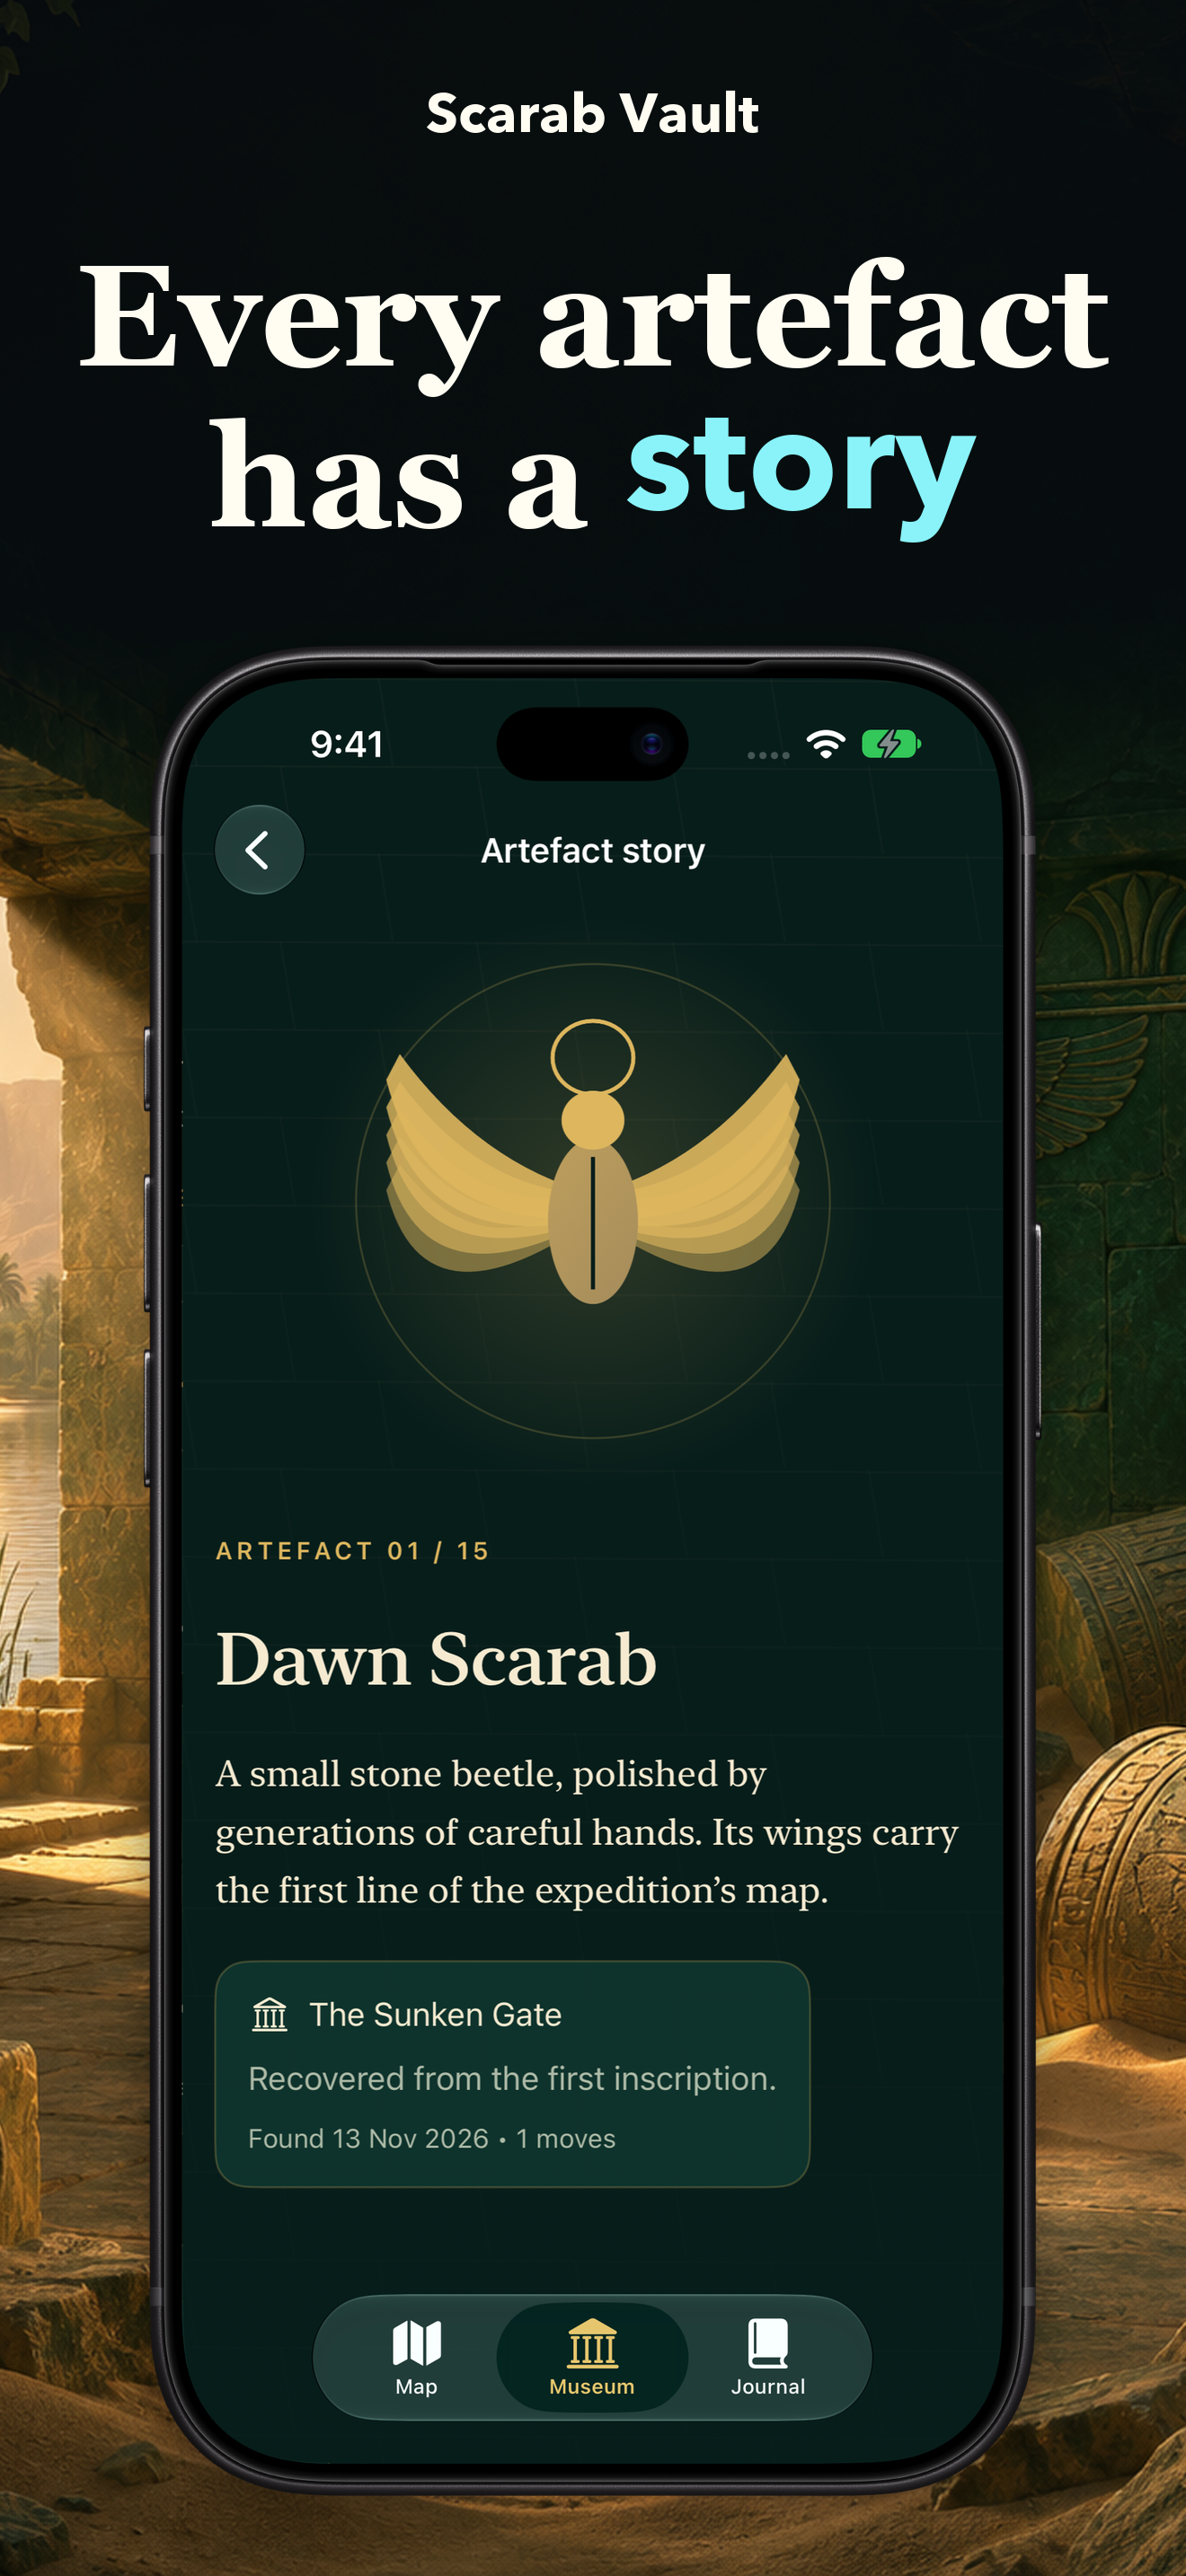 Scarab Vault
Every artefact
has a story
9:41
Artefact story
ARTEFACT 01 / 15
Dawn Scarab
A small stone beetle, polished by
generations of careful hands. Its wings carry
the first line of the expedition’s map.
The Sunken Gate
Recovered from the first inscription.
Found 13 Nov 2026 • 1 moves
Map
Museum
Journal